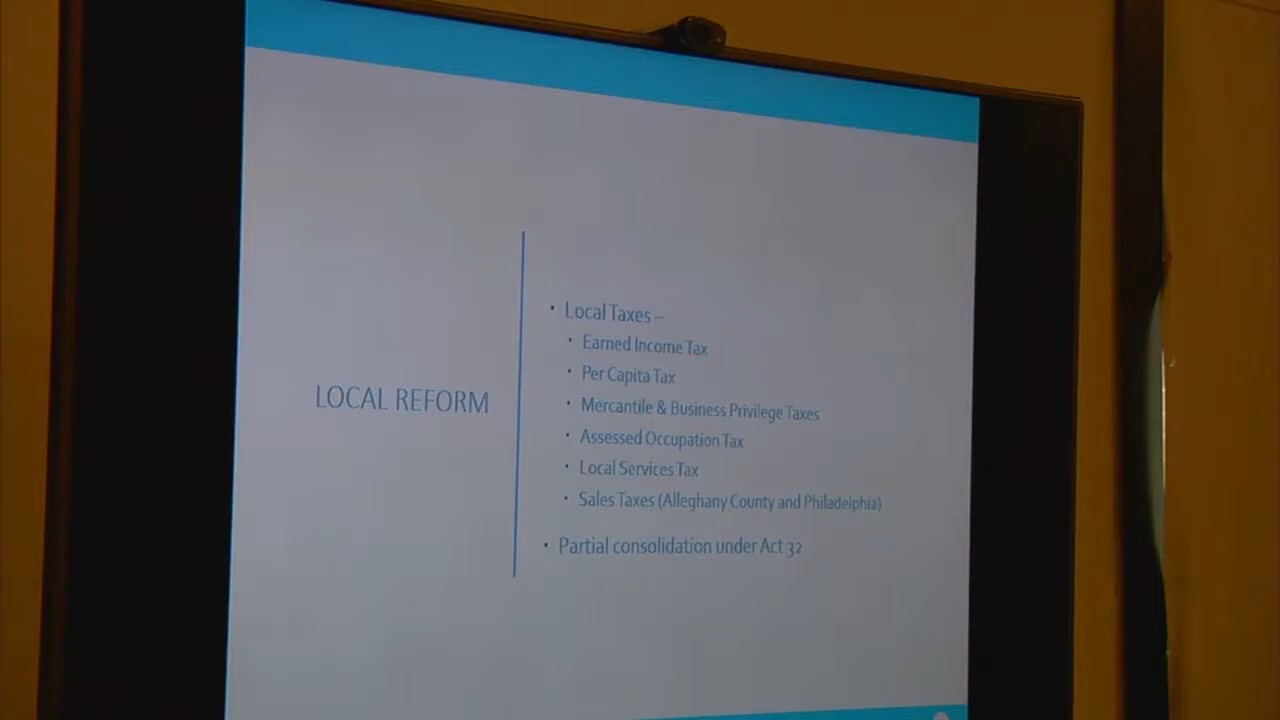 LOCAL REFORM
• Local Taxes –
• Earned Income Tax
• Per Capita Tax
• Mercantile & Business Privilege Taxes
• Assessed Occupation Tax
• Local Services Tax
• Sales Taxes (Alleghany County and Philadelphia)
• Partial consolidation under Act 32